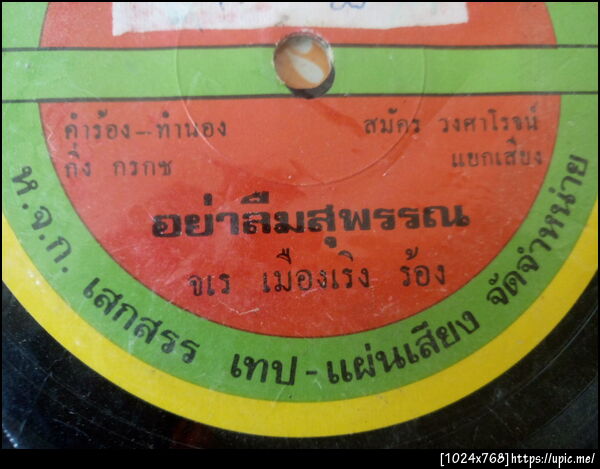 คำร้อง - ทำนอง
กิ่ง กรกช
สมัคร วงศาโรจน์
แยกเสียง
อย่าลืมสุพรรณ
จเร เมืองเริง ร้อง
ห.จ.ก. เสกสรร เทป - แผ่นเสียง จัดจำหน่าย
[1024x768]https://upic.me/